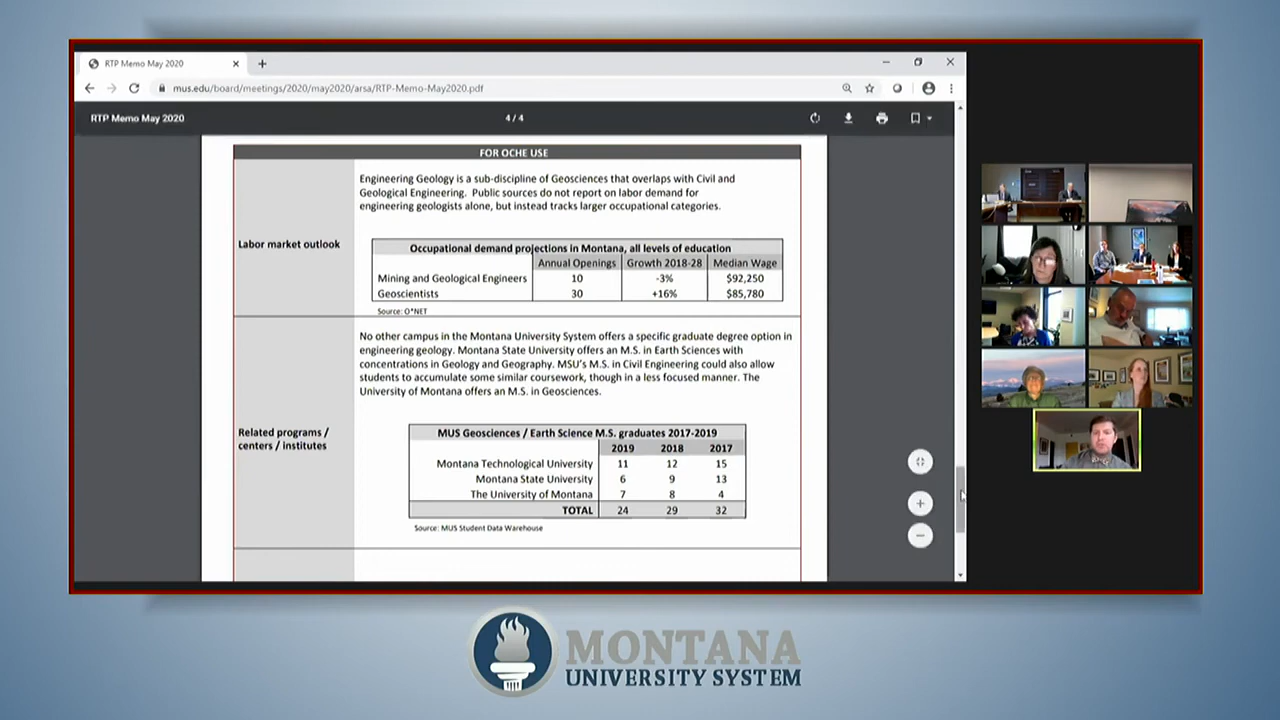 RTP Memo May 2020
mus.edu/board/meetings/2020/may2020/arsa/RTP-Memo-May2020.pdf
RTP Memo May 2020
4 / 4
FOR OCHE USE
Labor market outlook
Engineering Geology is a sub-discipline of Geosciences that overlaps with Civil and
Geological Engineering. Public sources do not report on labor demand for
engineering geologists alone, but instead tracks larger occupational categories.
Occupational demand projections in Montana, all levels of education
Annual Openings Growth 2018-28 Median Wage
Mining and Geological Engineers 10 -3% $92,250
Geoscientists 30 +16% $85,780
Source: O*NET
Related programs /
centers / institutes
No other campus in the Montana University System offers a specific graduate degree option in
engineering geology. Montana State University offers an M.S. in Earth Sciences with
concentrations in Geology and Geography. MSU's M.S. in Civil Engineering could also allow
students to accumulate some similar coursework, though in a less focused manner. The
University of Montana offers an M.S. in Geosciences.
MUS Geosciences / Earth Science M.S. graduates 2017-2019
2019 2018 2017
Montana Technological University 11 12 15
Montana State University 6 9 13
The University of Montana 7 8 4
TOTAL 24 29 32
Source: MUS Student Data Warehouse
MONTANA
UNIVERSITY SYSTEM